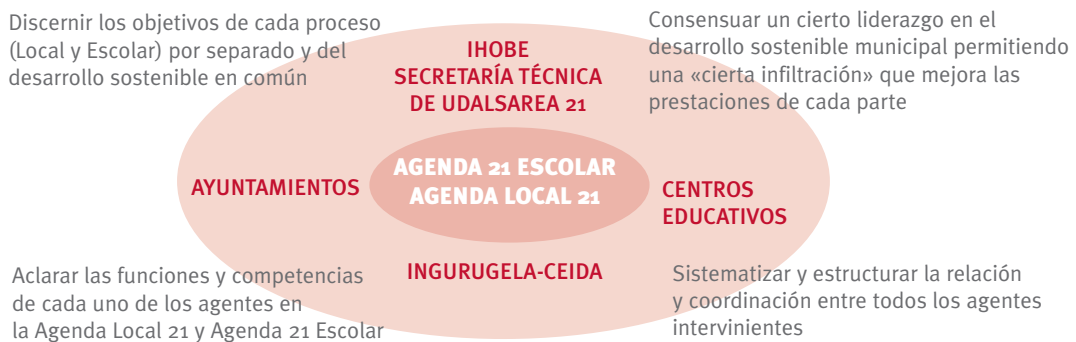 Discernir los objetivos de cada proceso
(Local y Escolar) por separado y del
desarrollo sostenible en común
Consensuar un cierto liderazgo en el
desarrollo sostenible municipal permitiendo
una «cierta infiltración» que mejora las
prestaciones de cada parte
IHOBE
SECRETARÍA TÉCNICA
DE UDALSAREA 21
AYUNTAMIENTOS
AGENDA 21 ESCOLAR
AGENDA LOCAL 21
CENTROS
EDUCATIVOS
INGURUGELA-CEIDA
Aclarar las funciones y competencias
de cada uno de los agentes en
la Agenda Local 21 y Agenda 21 Escolar
Sistematizar y estructurar la relación
y coordinación entre todos los agentes
intervinientes